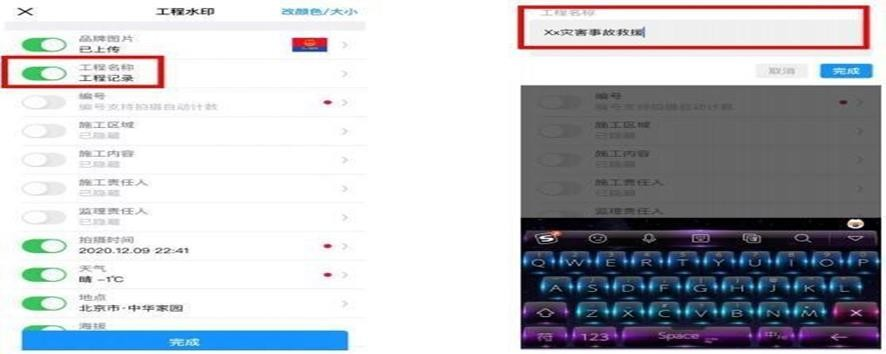 工程水印
改颜色/大小
品牌图片
已上传
工程名称
工程记录
编号
编号支持拍摄自动计数
施工区域
已隐藏
施工内容
已隐藏
施工责任人
已隐藏
监理责任人
已隐藏
拍摄时间
2020.12.09 22:41
天气
晴 -1℃
地点
北京市·中华家园
海拔
完成
工程名称
Xx灾害事故救援
取消
完成
编号
编号支持拍摄自动计数
施工区域
已隐藏
施工内容
已隐藏
施工责任人
已隐藏
监理责任人
Q W E R T Y U I O P
A S D F G H J K L
Z X C V B N M
符 123 Space 中/英